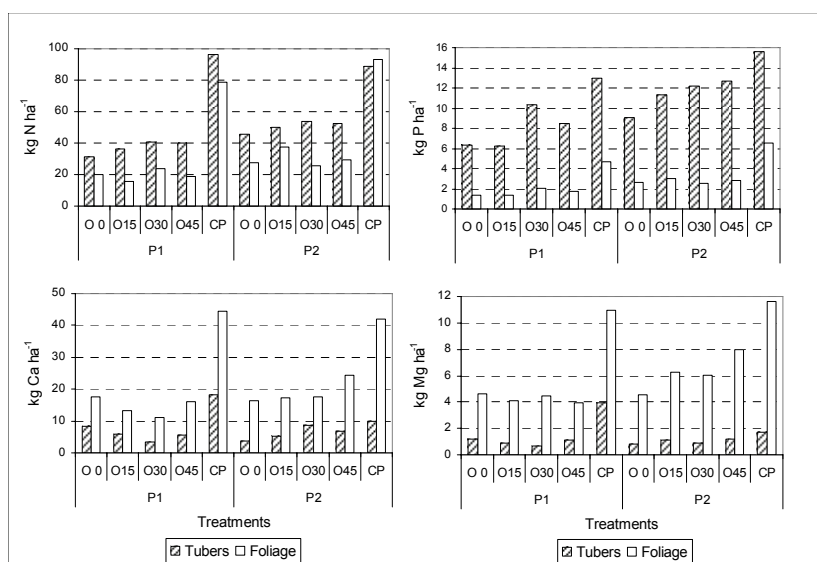 kg N ha-1
100
80
60
40
20
0
O 0 O15 O30 O45 CP O 0 O15 O30 O45 CP
P1 P2
kg P ha-1
16
14
12
10
8
6
4
2
0
O 0 O15 O30 O45 CP O 0 O15 O30 O45 CP
P1 P2
kg Ca ha-1
50
40
30
20
10
0
O 0 O15 O30 O45 CP O 0 O15 O30 O45 CP
P1 P2
Treatments
Tubers Foliage
kg Mg ha-1
12
10
8
6
4
2
0
O 0 O15 O30 O45 CP O 0 O15 O30 O45 CP
P1 P2
Treatments
Tubers Foliage